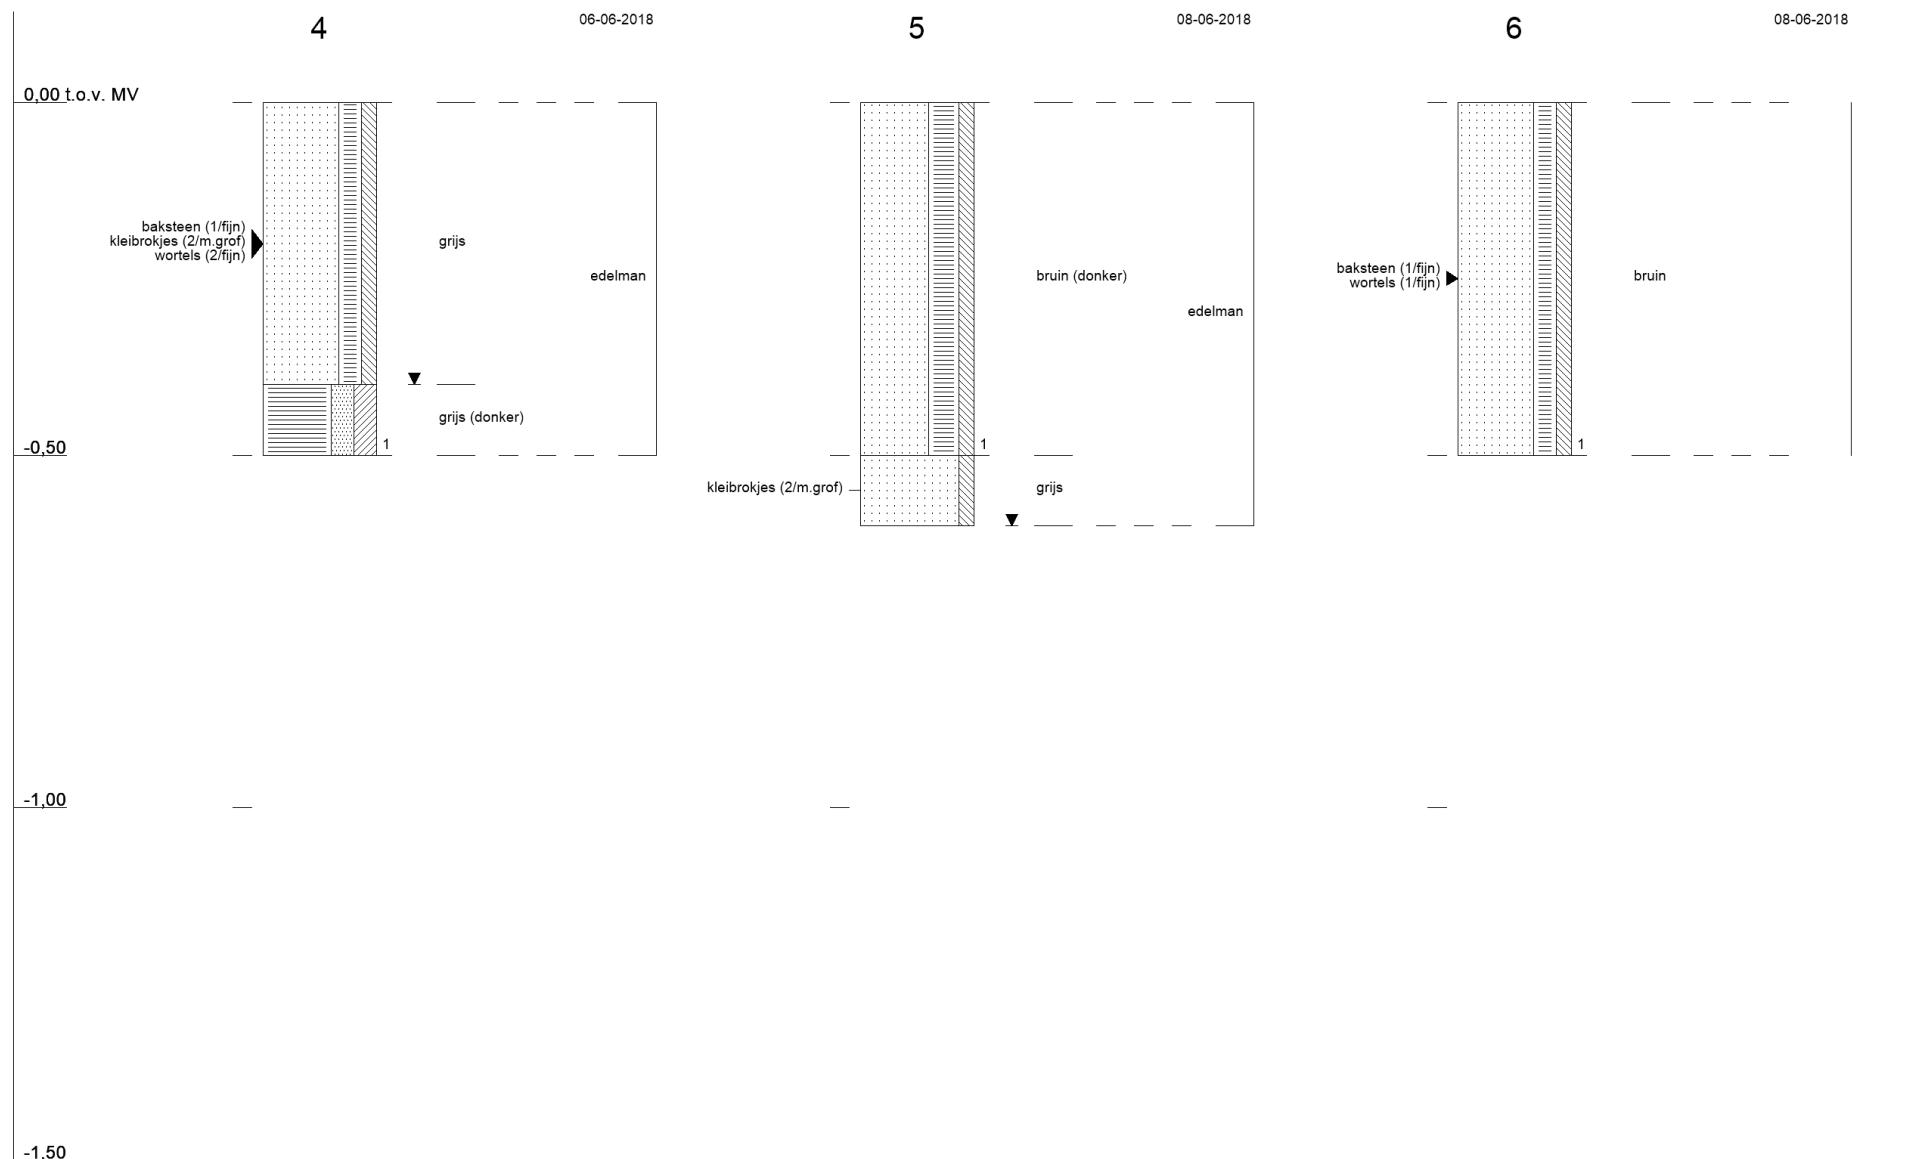 4
06-06-2018
5
08-06-2018
6
08-06-2018
0,00 t.o.v. MV
baksteen (1/fijn)
kleibrokjes (2/m.grof)
wortels (2/fijn)
grijs
edelman
grijs (donker)
1
bruin (donker)
edelman
1
kleibrokjes (2/m.grof)
grijs
baksteen (1/fijn)
wortels (1/fijn)
bruin
1
-0,50
-1,00
-1,50